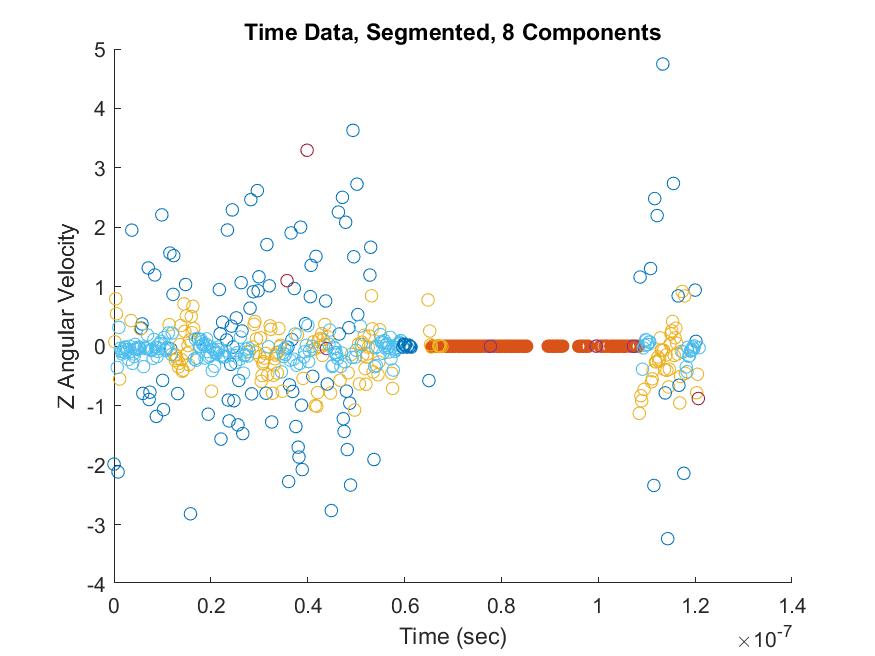 Time Data, Segmented, 8 Components
5
4
3
2
1
0
-1
-2
-3
-4
Z Angular Velocity
0 0.2 0.4 0.6 0.8 1 1.2 1.4
Time (sec)
×10-7